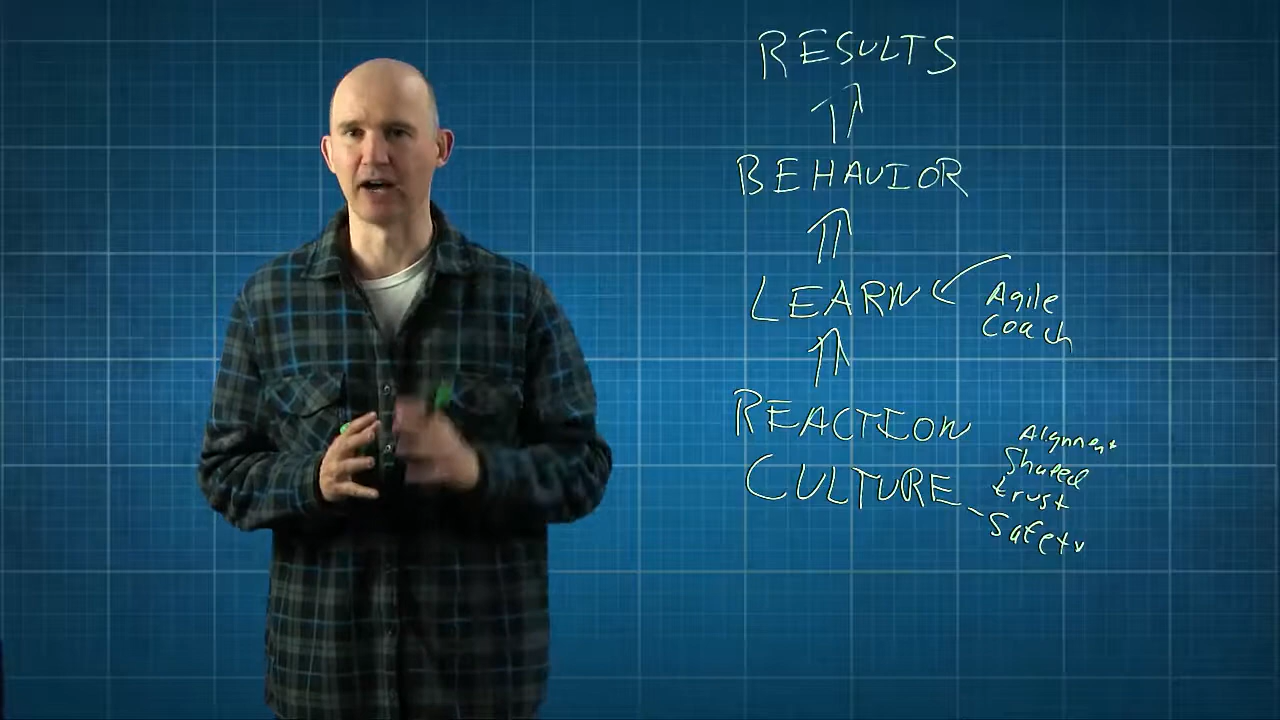 RESULTS
BEHAVIOR
LEARN
Agile
Coach
REACTION
CULTURE
Alignment
Shared
trust
Safety